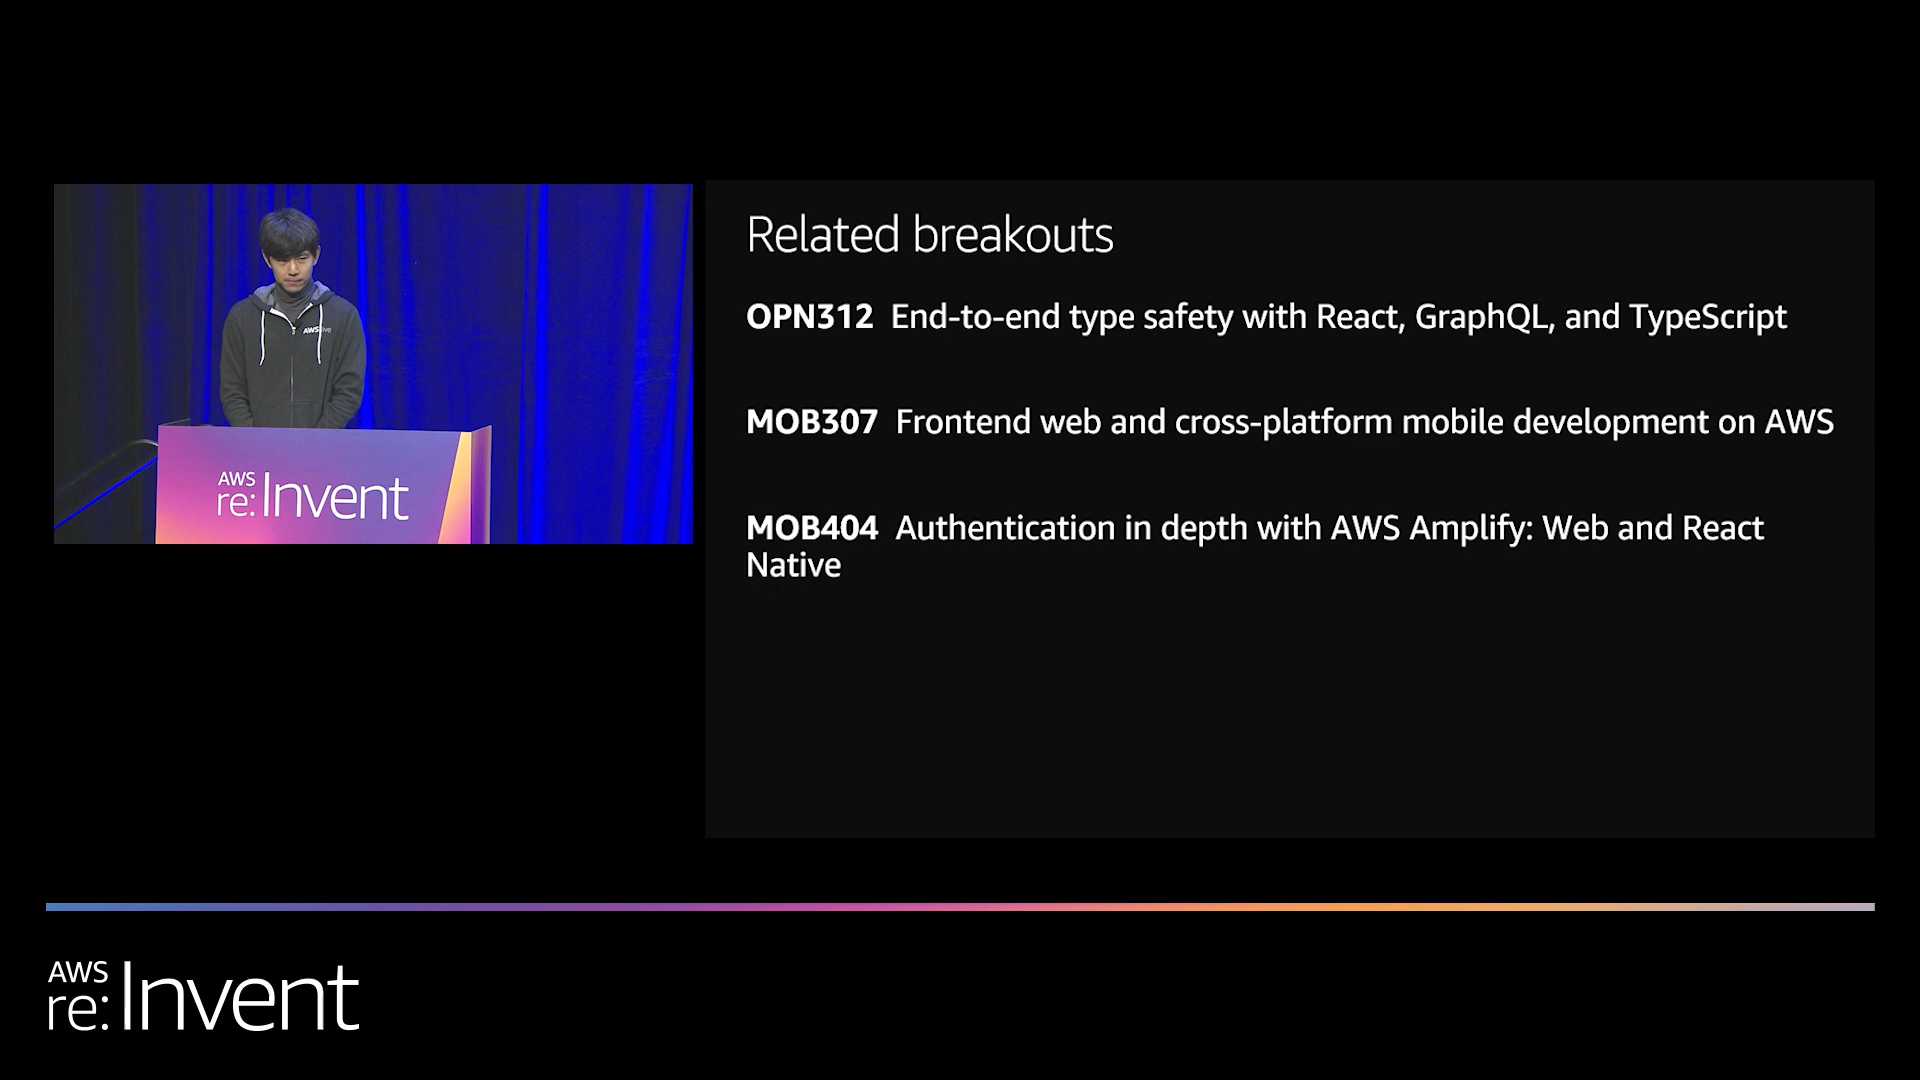 Related breakouts
OPN312 End-to-end type safety with React, GraphQL, and TypeScript
MOB307 Frontend web and cross-platform mobile development on AWS
MOB404 Authentication in depth with AWS Amplify: Web and React
Native
AWS live
AWS
re:Invent
AWS
re:Invent